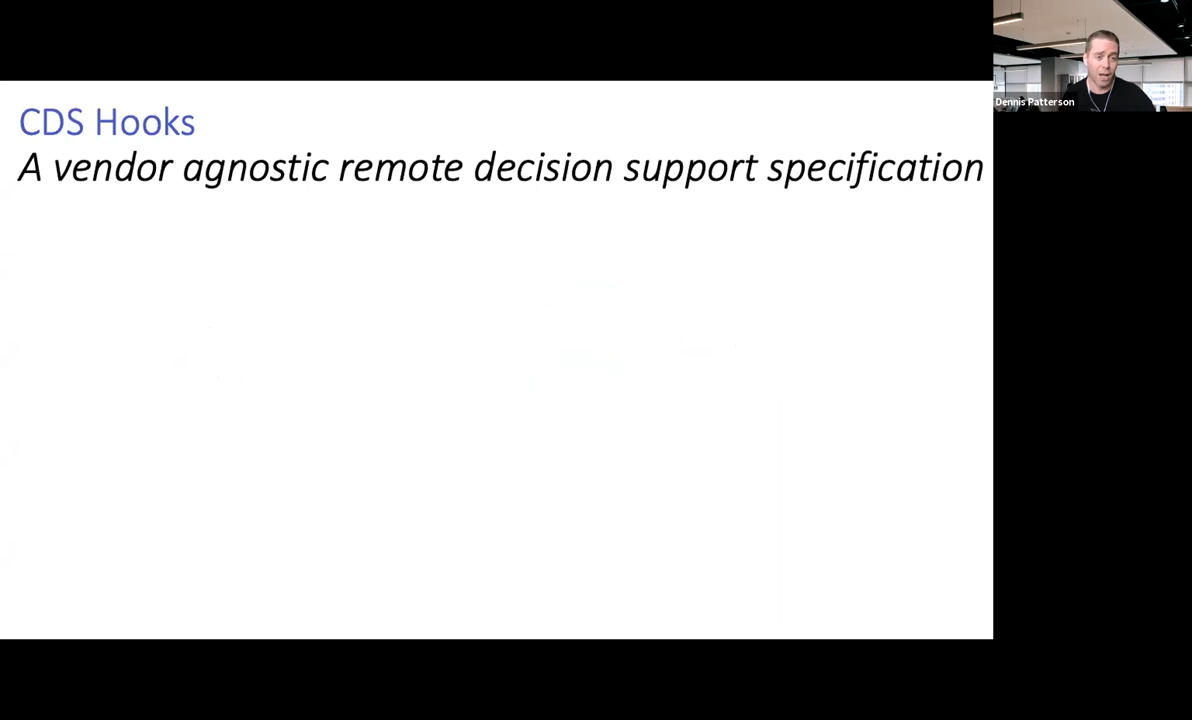 CDS Hooks
A vendor agnostic remote decision support specification
Dennis Patterson